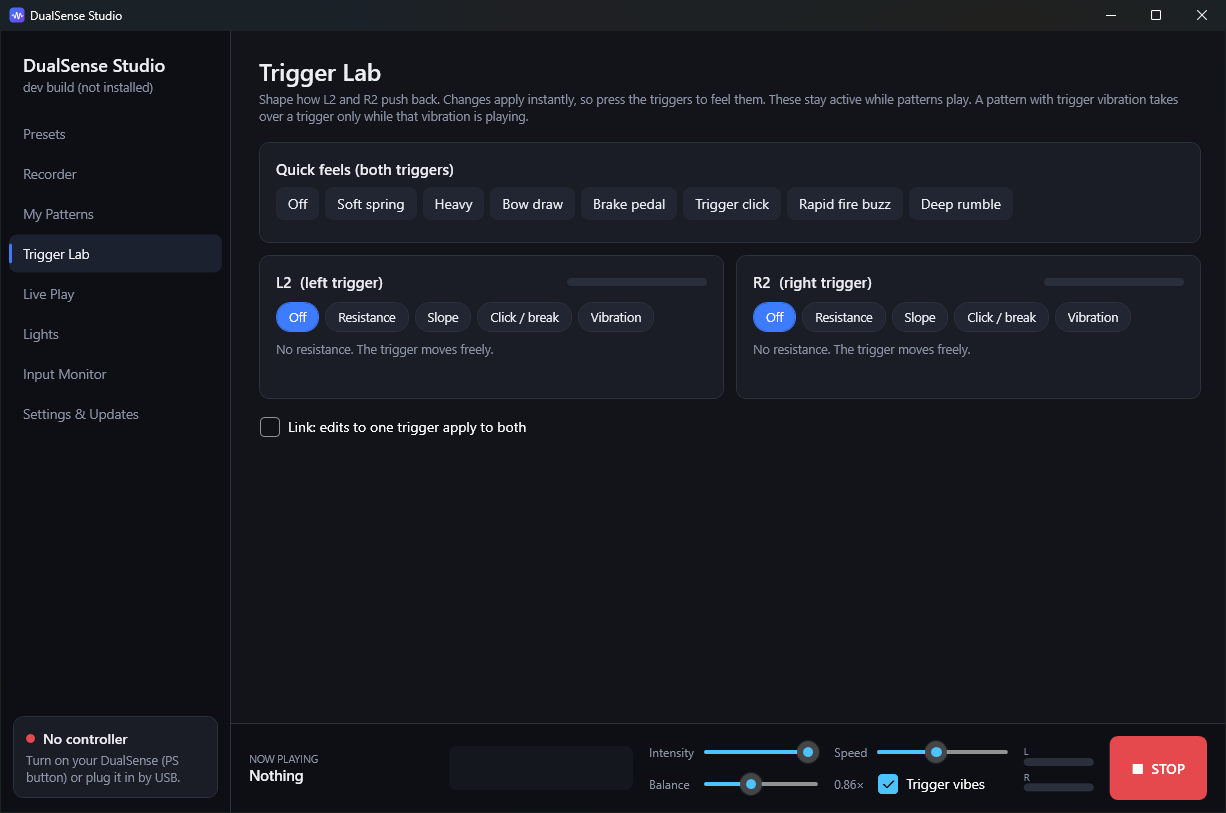 DualSense Studio
DualSense Studio
dev build (not installed)
Presets
Recorder
My Patterns
Trigger Lab
Live Play
Lights
Input Monitor
Settings & Updates
No controller
Turn on your DualSense (PS
button) or plug it in by USB.
Trigger Lab
Shape how L2 and R2 push back. Changes apply instantly, so press the triggers to feel them. These stay active while patterns play. A pattern with trigger vibration takes
over a trigger only while that vibration is playing.
Quick feels (both triggers)
Off Soft spring Heavy Bow draw Brake pedal Trigger click Rapid fire buzz Deep rumble
L2 (left trigger)
Off Resistance Slope Click / break Vibration
No resistance. The trigger moves freely.
R2 (right trigger)
Off Resistance Slope Click / break Vibration
No resistance. The trigger moves freely.
Link: edits to one trigger apply to both
NOW PLAYING
Nothing
Intensity
Balance
Speed
0.86×
Trigger vibes
L
R
STOP